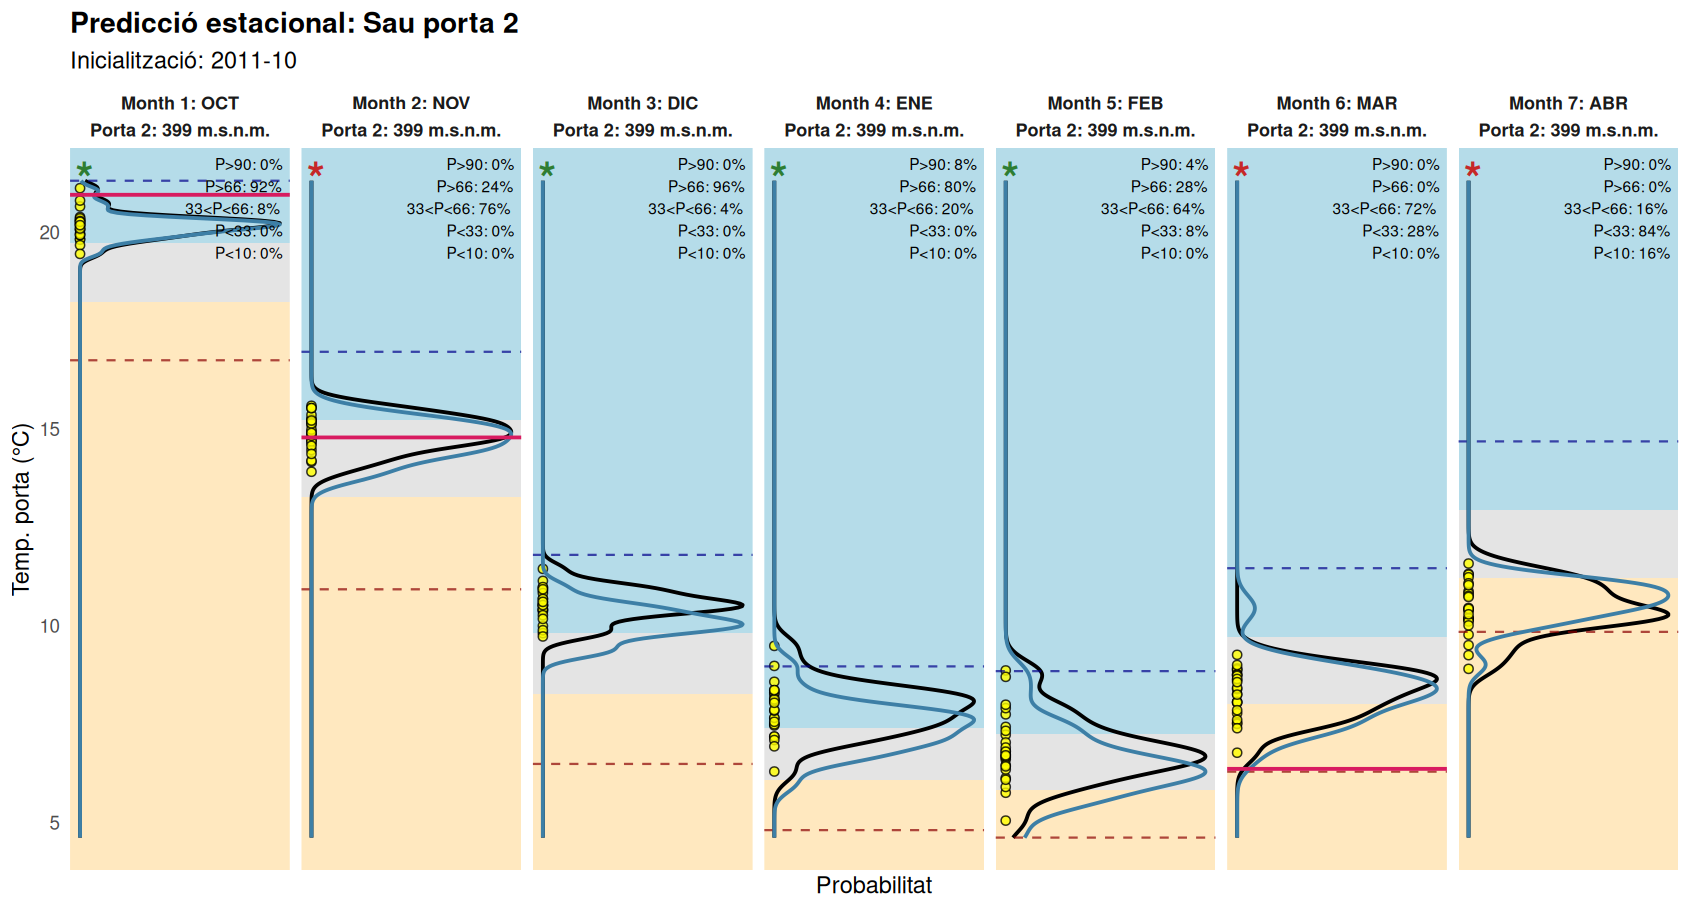 Predicció estacional: Sau porta 2
Inicialització: 2011-10
Month 1: OCT
Porta 2: 399 m.s.n.m.
Month 2: NOV
Porta 2: 399 m.s.n.m.
Month 3: DIC
Porta 2: 399 m.s.n.m.
Month 4: ENE
Porta 2: 399 m.s.n.m.
Month 5: FEB
Porta 2: 399 m.s.n.m.
Month 6: MAR
Porta 2: 399 m.s.n.m.
Month 7: ABR
Porta 2: 399 m.s.n.m.
*
P>90: 0%
P>66: 92%
33<P<66: 8%
P<33: 0%
P<10: 0%
*
P>90: 0%
P>66: 24%
33<P<66: 76%
P<33: 0%
P<10: 0%
*
P>90: 0%
P>66: 96%
33<P<66: 4%
P<33: 0%
P<10: 0%
*
P>90: 8%
P>66: 80%
33<P<66: 20%
P<33: 0%
P<10: 0%
*
P>90: 4%
P>66: 28%
33<P<66: 64%
P<33: 8%
P<10: 0%
*
P>90: 0%
P>66: 0%
33<P<66: 72%
P<33: 28%
P<10: 0%
*
P>90: 0%
P>66: 0%
33<P<66: 16%
P<33: 84%
P<10: 16%
Temp. porta (°C)
20
15
10
5
Probabilitat